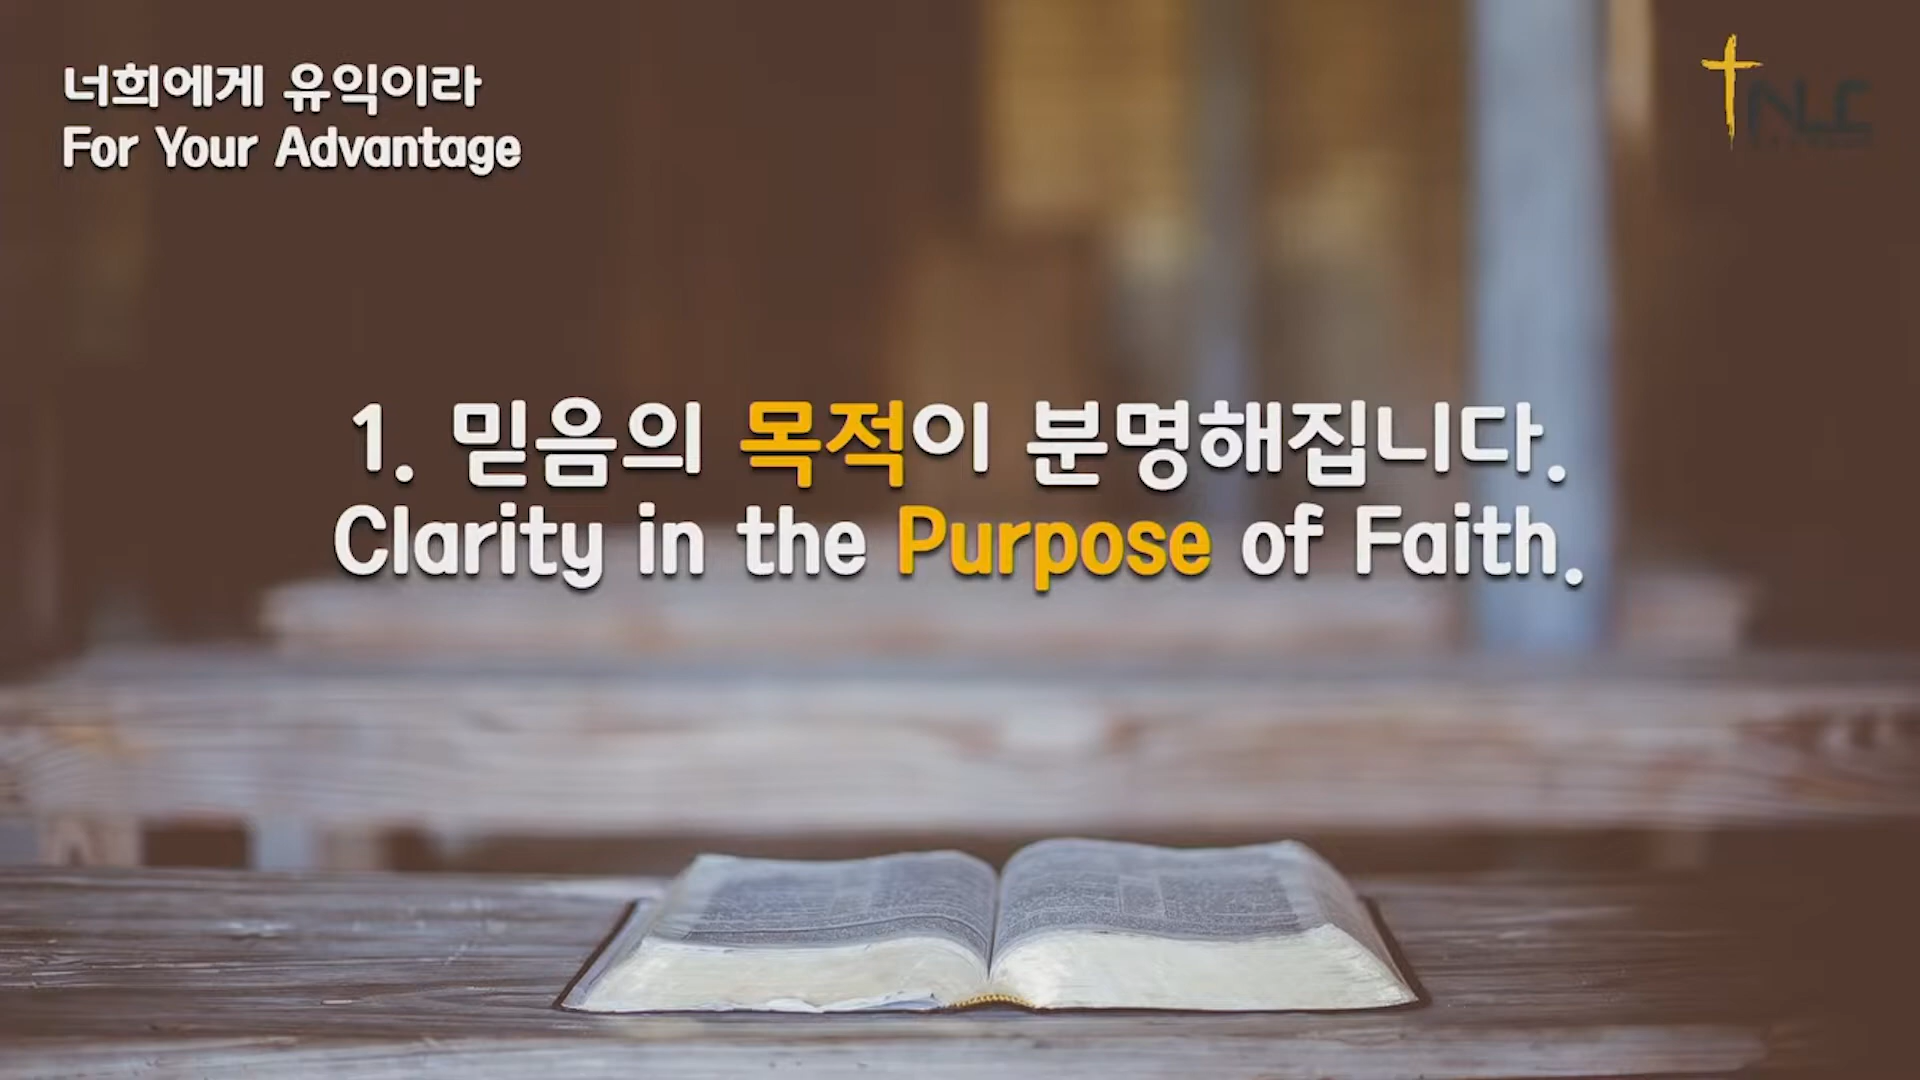 너희에게 유익이라
For Your Advantage
NLC
1. 믿음의 목적이 분명해집니다.
Clarity in the Purpose of Faith.